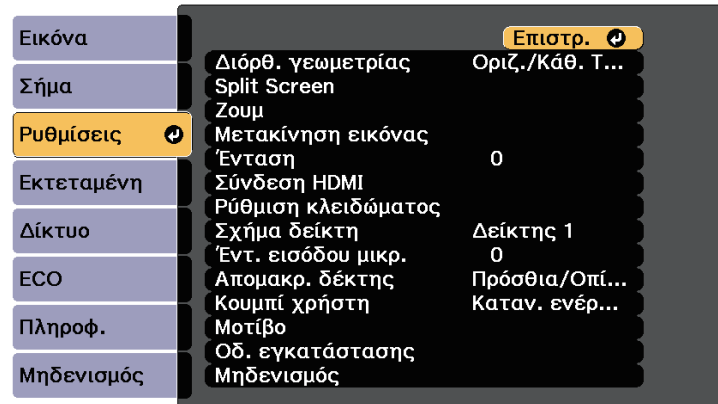 Εικόνα
Σήμα
Ρυθμίσεις
Εκτεταμένη
Δίκτυο
ECO
Πληροφ.
Μηδενισμός
Επιστρ.
Διόρθ. γεωμετρίας Οριζ./Κάθ. Τ...
Split Screen
Ζουμ
Μετακίνηση εικόνας
Ένταση 0
Σύνδεση HDMI
Ρύθμιση κλειδώματος
Σχήμα δείκτη Δείκτης 1
Έντ. εισόδου μικρ. 0
Απομακρ. δέκτης Πρόσθια/Οπί...
Κουμπί χρήστη Καταν. ενέρ...
Μοτίβο
Οδ. εγκατάστασης
Μηδενισμός